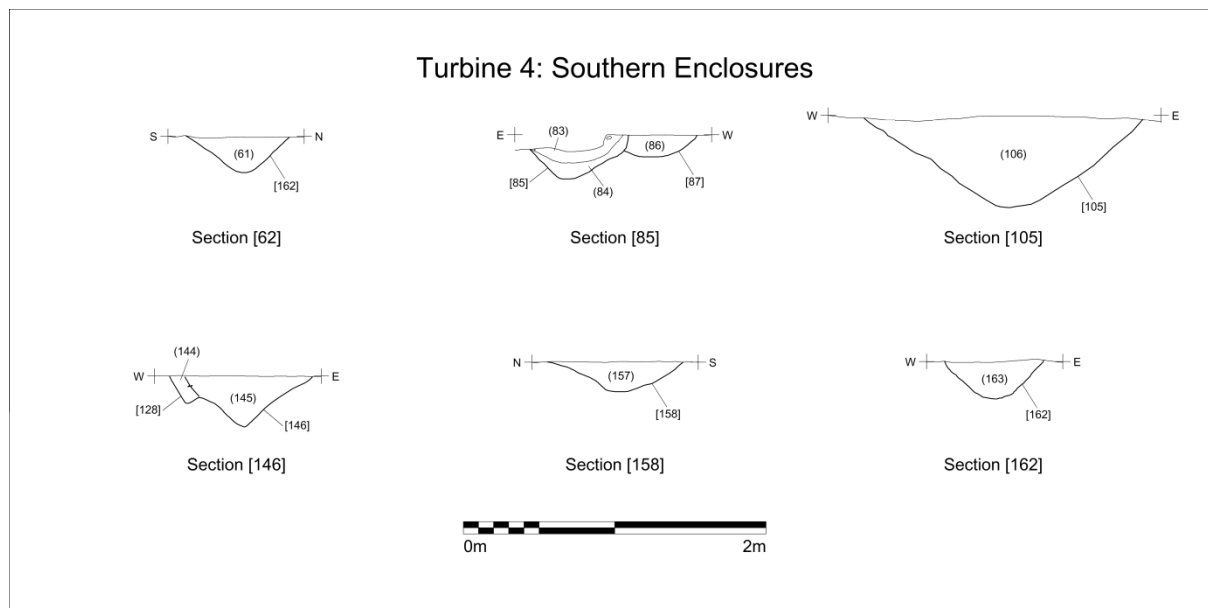 Turbine 4: Southern Enclosures
S N
(61)
[162]
Section [62]
E W
(83)
(86)
[85] (84) [87]
Section [85]
W E
(106)
[105]
Section [105]
W E
(144)
(145)
[128] [146]
Section [146]
N S
(157)
[158]
Section [158]
W E
(163)
[162]
Section [162]
0m 2m